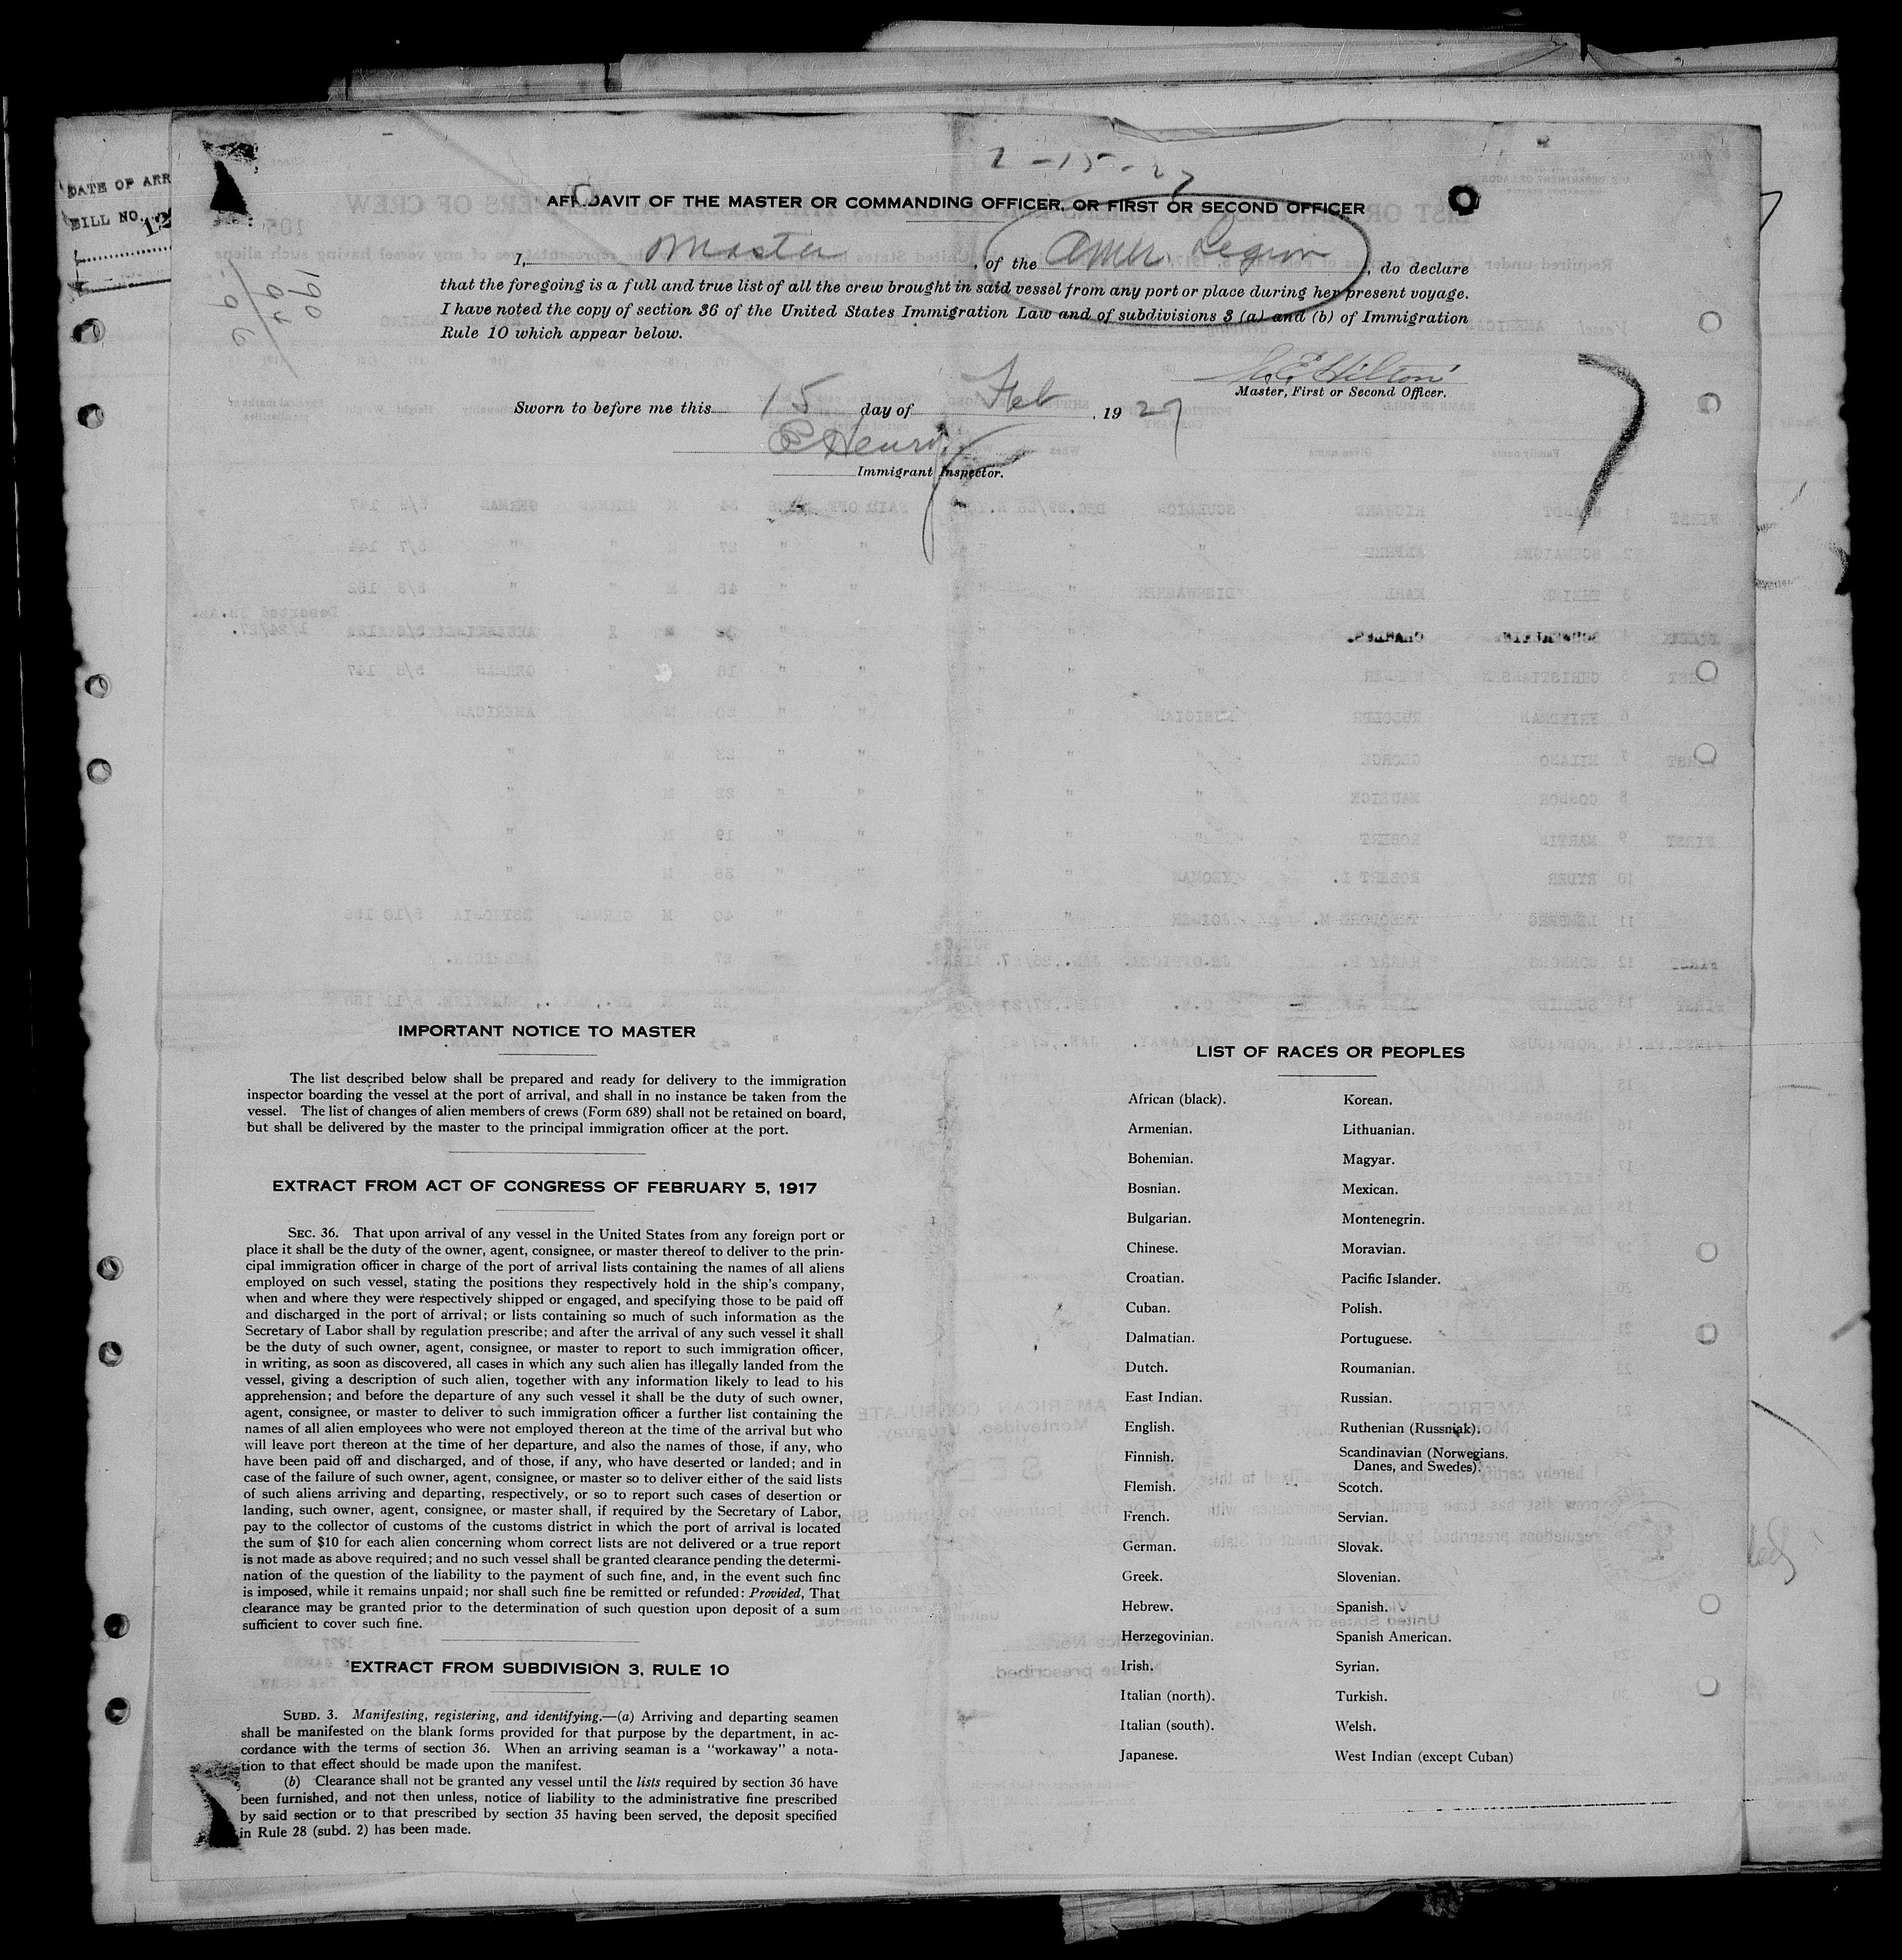 DATE OF ARR
BILL NO.
2-15-27
AFFIDAVIT OF THE MASTER OR COMMANDING OFFICER, OR FIRST OR SECOND OFFICER
I, Master, of the Amer. Legion, do declare
that the foregoing is a full and true list of all the crew brought in said vessel from any port or place during her present voyage.
I have noted the copy of section 36 of the United States Immigration Law and of subdivisions 3 (a) and (b) of Immigration
Rule 10 which appear below.
Hilton
Master, First or Second Officer.
Sworn to before me this 15 day of Feb, 1927
Henry
Immigrant Inspector.
IMPORTANT NOTICE TO MASTER
The list described below shall be prepared and ready for delivery to the immigration
inspector boarding the vessel at the port of arrival, and shall in no instance be taken from the
vessel. The list of changes of alien members of crews (Form 689) shall not be retained on board,
but shall be delivered by the master to the principal immigration officer at the port.
EXTRACT FROM ACT OF CONGRESS OF FEBRUARY 5, 1917
SEC. 36. That upon arrival of any vessel in the United States from any foreign port or
place it shall be the duty of the owner, agent, consignee, or master thereof to deliver to the prin-
cipal immigration officer in charge of the port of arrival lists containing the names of all aliens
employed on such vessel, stating the positions they respectively hold in the ship's company,
when and where they were respectively shipped or engaged, and specifying those to be paid off
and discharged in the port of arrival; or lists containing so much of such information as the
Secretary of Labor shall by regulation prescribe; and after the arrival of any such vessel it shall
be the duty of such owner, agent, consignee, or master to report to such immigration officer,
in writing, as soon as discovered, all cases in which any such alien has illegally landed from the
vessel, giving a description of such alien, together with any information likely to lead to his
apprehension; and before the departure of any such vessel it shall be the duty of such owner,
agent, consignee, or master to deliver to such immigration officer a further list containing the
names of all alien employees who were not employed thereon at the time of the arrival but who
will leave port thereon at the time of her departure, and also the names of those, if any, who
have been paid off and discharged, and of those, if any, who have deserted or landed; and in
case of the failure of such owner, agent, consignee, or master so to deliver either of the said lists
of such aliens arriving and departing, respectively, or so to report such cases of desertion or
landing, such owner, agent, consignee, or master shall, if required by the Secretary of Labor,
pay to the collector of customs of the customs district in which the port of arrival is located
the sum of $10 for each alien concerning whom correct lists are not delivered or a true report
is not made as above required; and no such vessel shall be granted clearance pending the determi-
nation of the question of the liability to the payment of such fine, and, in the event such fine
is imposed, while it remains unpaid; nor shall such fine be remitted or refunded: Provided, That
clearance may be granted prior to the determination of such question upon deposit of a sum
sufficient to cover such fine.
EXTRACT FROM SUBDIVISION 3, RULE 10
SUBD. 3. Manifesting, registering, and identifying.—(a) Arriving and departing seamen
shall be manifested on the blank forms provided for that purpose by the department, in ac-
cordance with the terms of section 36. When an arriving seaman is a "workaway" a nota-
tion to that effect should be made upon the manifest.
(b) Clearance shall not be granted any vessel until the lists required by section 36 have
been furnished, and not then unless, notice of liability to the administrative fine prescribed
by said section or to that prescribed by section 35 having been served, the deposit specified
in Rule 28 (subd. 2) has been made.
LIST OF RACES OR PEOPLES
African (black).
Armenian.
Bohemian.
Bosnian.
Bulgarian.
Chinese.
Croatian.
Cuban.
Dalmatian.
Dutch.
East Indian.
English.
Finnish.
Flemish.
French.
German.
Greek.
Hebrew.
Herzegovinian.
Irish.
Italian (north).
Italian (south).
Japanese.
Korean.
Lithuanian.
Magyar.
Mexican.
Montenegrin.
Moravian.
Pacific Islander.
Polish.
Portuguese.
Roumanian.
Russian.
Ruthenian (Russniak).
Scandinavian (Norwegians,
Danes, and Swedes).
Scotch.
Servian.
Slovak.
Slovenian.
Spanish.
Spanish American.
Syrian.
Turkish.
Welsh.
West Indian (except Cuban)